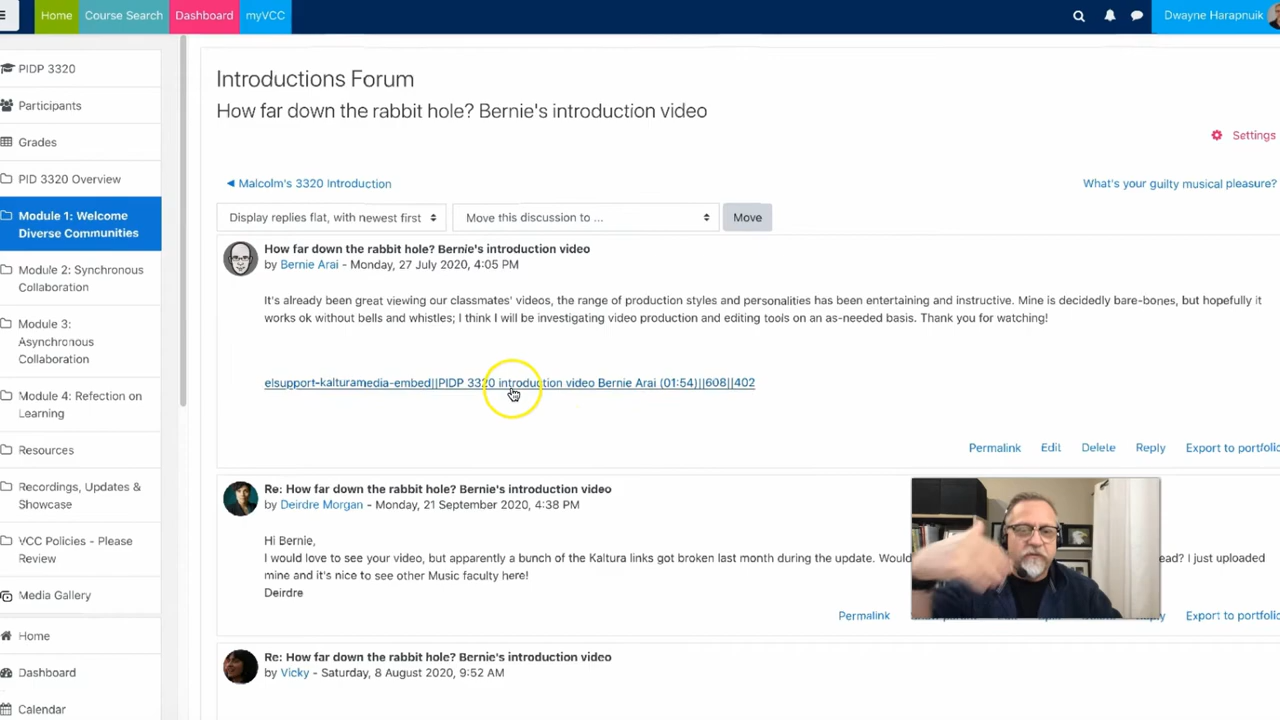 Home
Course Search
Dashboard
myVCC
Dwayne Harapnuik
PIDP 3320
Participants
Grades
PID 3320 Overview
Module 1: Welcome
Diverse Communities
Module 2: Synchronous
Collaboration
Module 3:
Asynchronous
Collaboration
Module 4: Refection on
Learning
Resources
Recordings, Updates &
Showcase
VCC Policies - Please
Review
Media Gallery
Home
Dashboard
Calendar
Introductions Forum
How far down the rabbit hole? Bernie's introduction video
Settings
◄ Malcolm's 3320 Introduction
What's your guilty musical pleasure?
Display replies flat, with newest first
Move this discussion to ...
Move
How far down the rabbit hole? Bernie's introduction video
by Bernie Arai - Monday, 27 July 2020, 4:05 PM
It's already been great viewing our classmates' videos, the range of production styles and personalities has been entertaining and instructive. Mine is decidedly bare-bones, but hopefully it
works ok without bells and whistles; I think I will be investigating video production and editing tools on an as-needed basis. Thank you for watching!
elsupport-kalturamedia-embed||PIDP 3320 introduction video Bernie Arai (01:54)||608||402
Permalink Edit Delete Reply Export to portfolio
Re: How far down the rabbit hole? Bernie's introduction video
by Deirdre Morgan - Monday, 21 September 2020, 4:38 PM
Hi Bernie,
I would love to see your video, but apparently a bunch of the Kaltura links got broken last month during the update. I just uploaded
mine and it's nice to see other Music faculty here!
Deirdre
Permalink Export to portfolio
Re: How far down the rabbit hole? Bernie's introduction video
by Vicky - Saturday, 8 August 2020, 9:52 AM